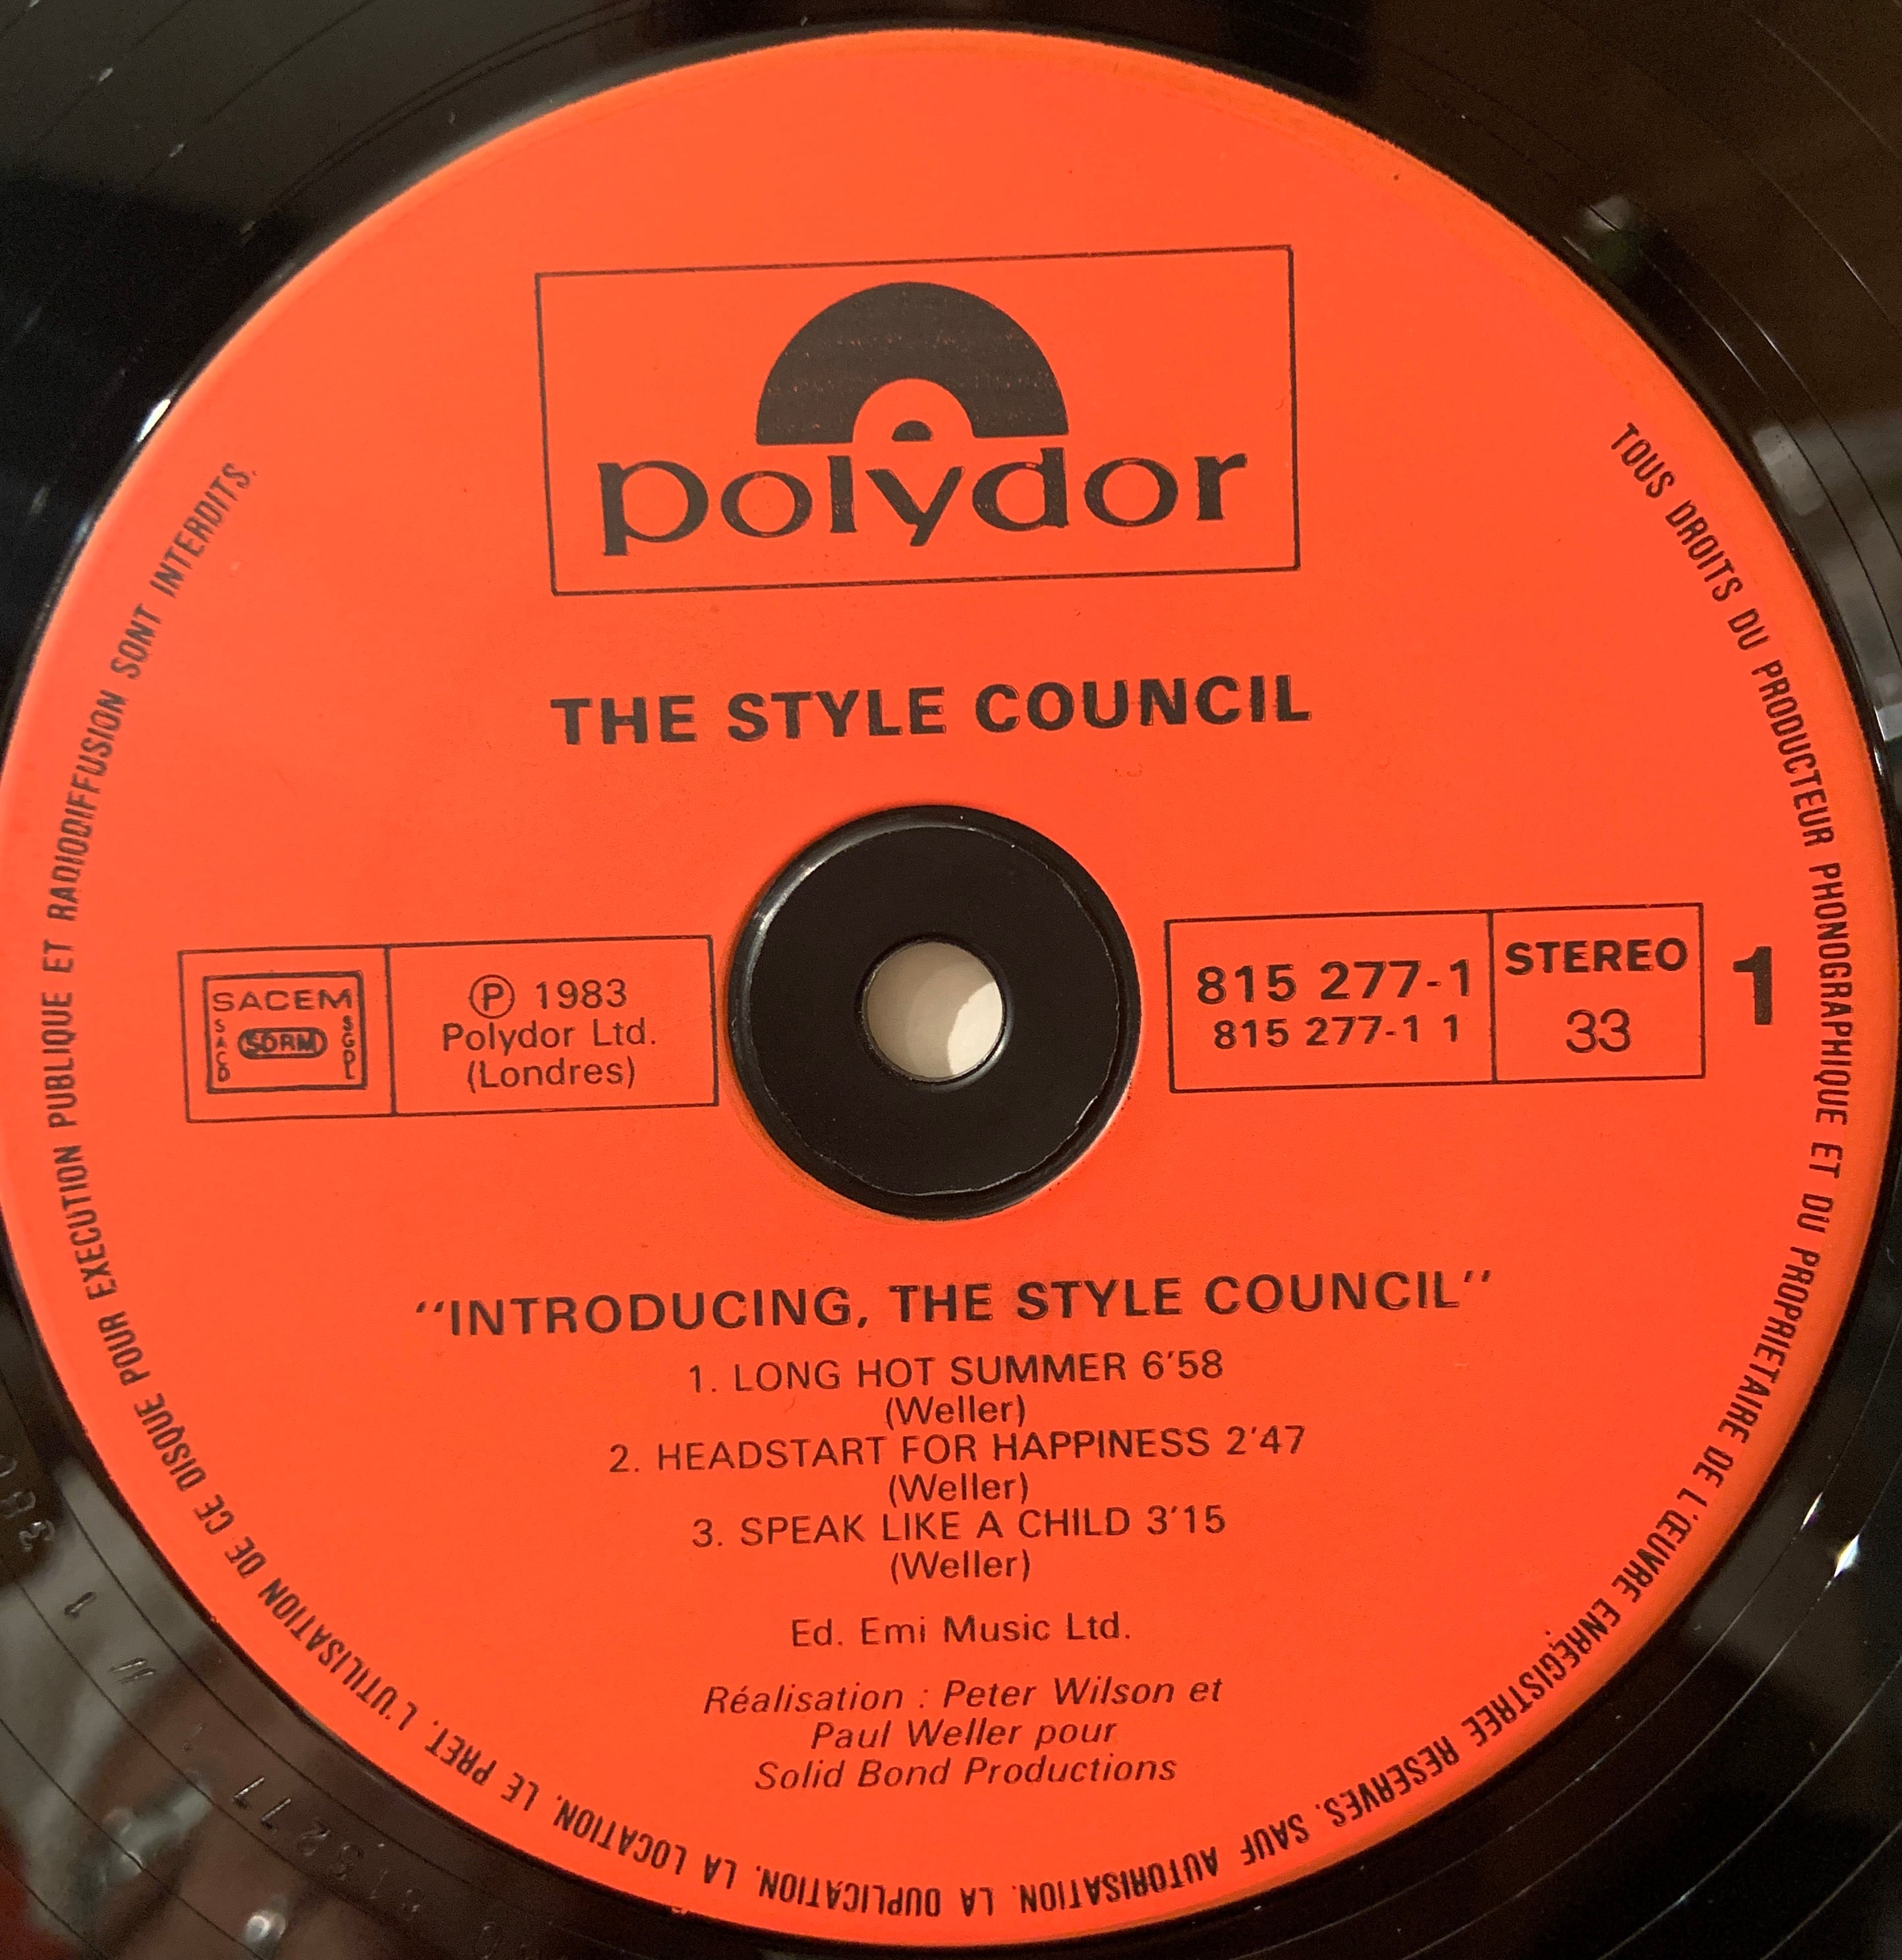 polydor
THE STYLE COUNCIL
SACEM
SACD
SDRM
SGDL
Ⓟ 1983
Polydor Ltd.
(Londres)
815 277-1
815 277-1 1
STEREO
33
1
"INTRODUCING, THE STYLE COUNCIL"
1. LONG HOT SUMMER 6'58
(Weller)
2. HEADSTART FOR HAPPINESS 2'47
(Weller)
3. SPEAK LIKE A CHILD 3'15
(Weller)
Ed. Emi Music Ltd.
Réalisation : Peter Wilson et
Paul Weller pour
Solid Bond Productions
TOUS DROITS DU PRODUCTEUR PHONOGRAPHIQUE ET DU PROPRIETAIRE DE L'ŒUVRE ENREGISTREE RESERVES. SAUF AUTORISATION. LA DUPLICATION. LA LOCATION. LE PRET. L'UTILISATION DE CE DISQUE POUR EXECUTION PUBLIQUE ET RADIODIFFUSION SONT INTERDITS.